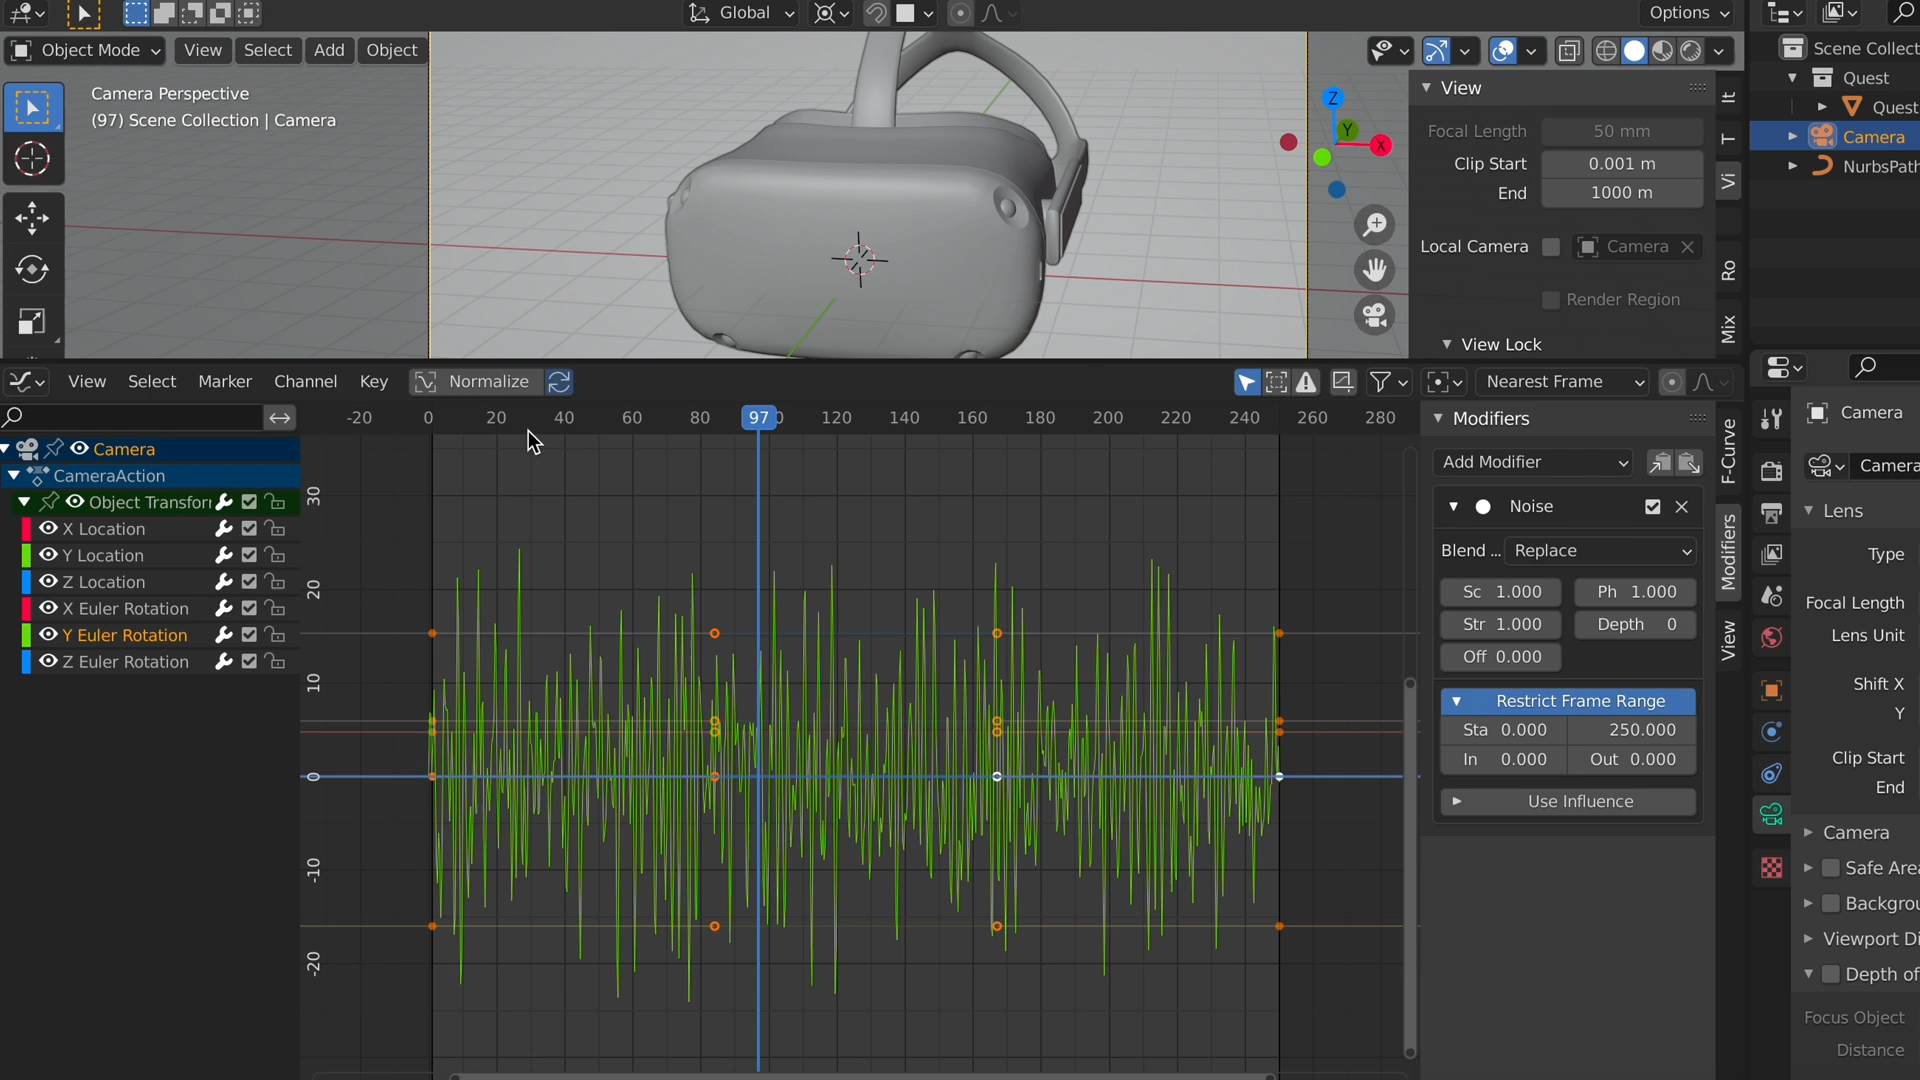 Global
Options
Object Mode
View
Select
Add
Object
Camera Perspective
(97) Scene Collection | Camera
Z
Y
X
View
Focal Length
50 mm
Clip Start
0.001 m
End
1000 m
Local Camera
Camera
Render Region
View Lock
It
T
Vi
Ro
Mix
Scene Collect
Quest
Quest
Camera
NurbsPath
View
Select
Marker
Channel
Key
Normalize
Nearest Frame
-20
0
20
40
60
80
97
0
120
140
160
180
200
220
240
260
280
Camera
CameraAction
Object Transfor
X Location
Y Location
Z Location
X Euler Rotation
Y Euler Rotation
Z Euler Rotation
30
20
10
0
-10
-20
Modifiers
Add Modifier
Noise
Blend ...
Replace
Sc 1.000
Ph 1.000
Str 1.000
Depth 0
Off 0.000
Restrict Frame Range
Sta 0.000
250.000
In 0.000
Out 0.000
Use Influence
F-Curve
Modifiers
View
Camera
Camera
Lens
Type
Focal Length
Lens Unit
Shift X
Y
Clip Start
End
Camera
Safe Area
Backgrou
Viewport Di
Depth of
Focus Object
Distance